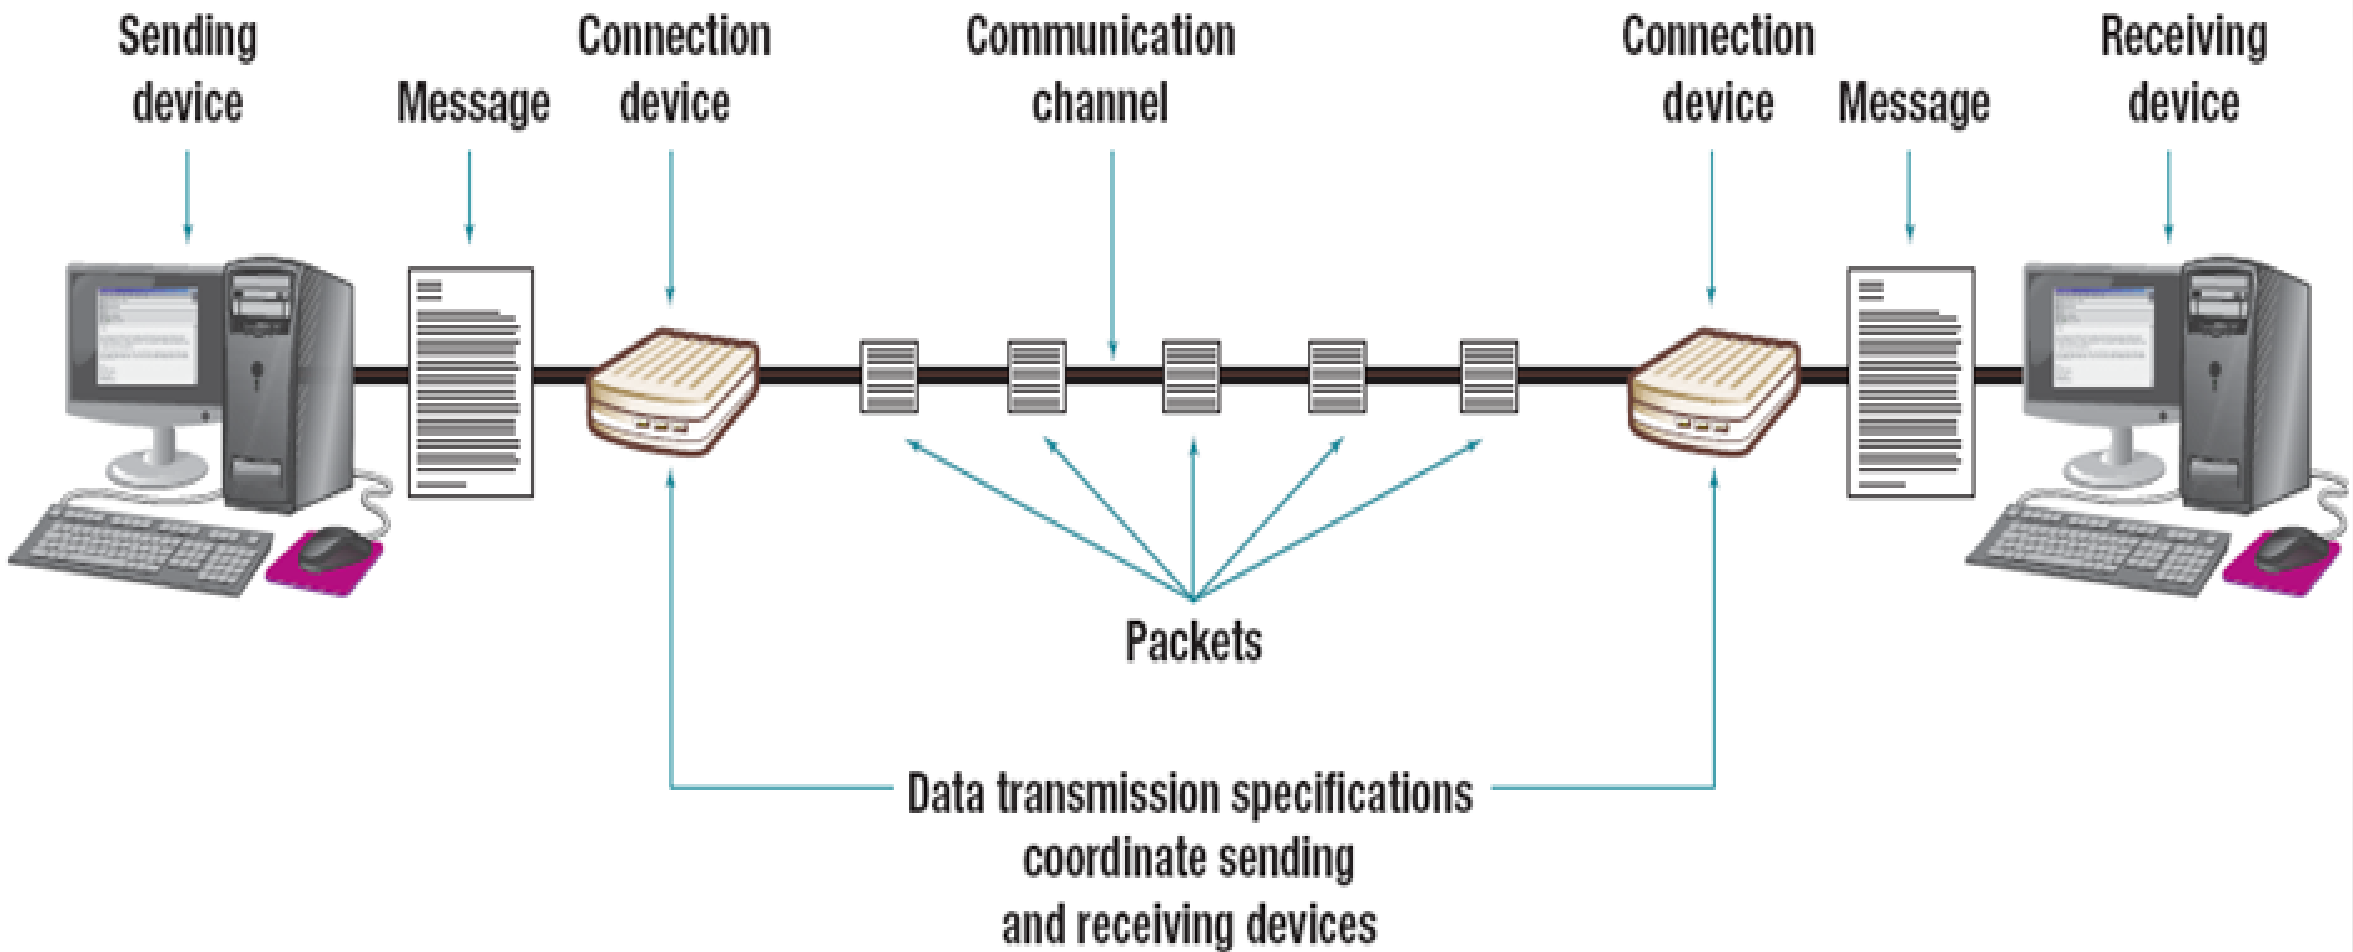 Sending
device
Message
Connection
device
Communication
channel
Connection
device
Message
Receiving
device
Packets
Data transmission specifications
coordinate sending
and receiving devices